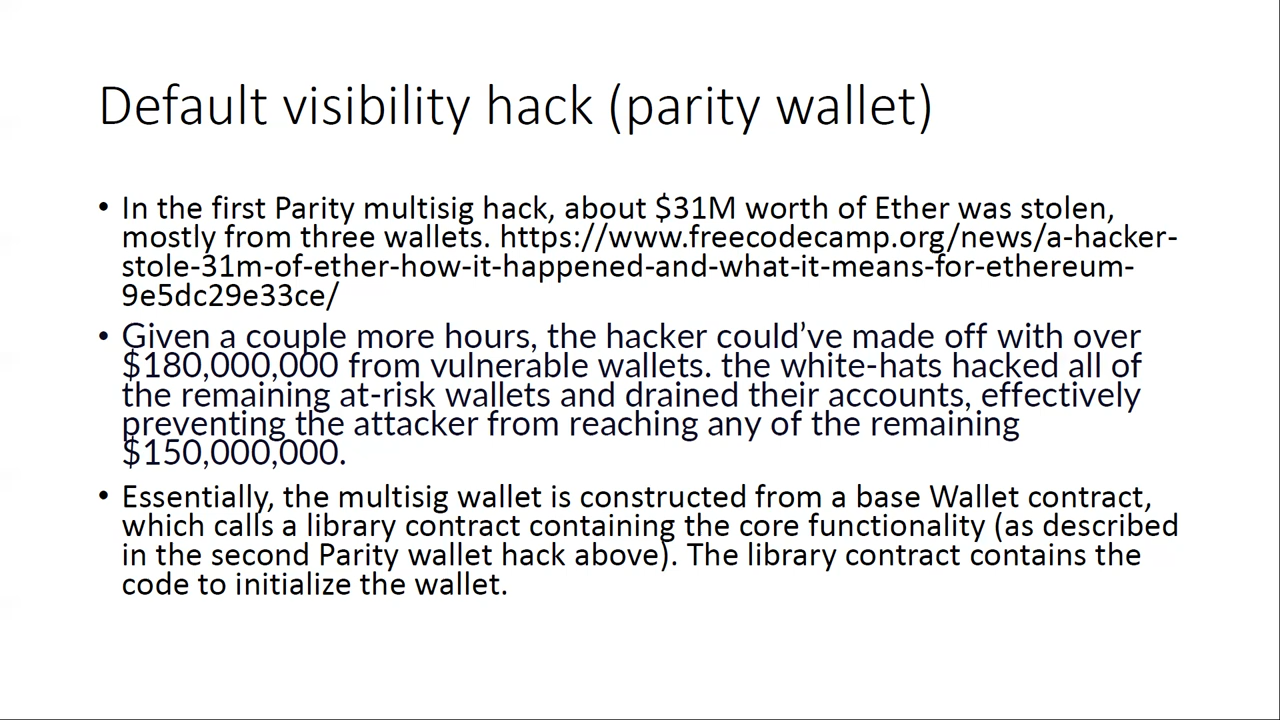 Default visibility hack (parity wallet)
• In the first Parity multisig hack, about $31M worth of Ether was stolen,
mostly from three wallets. https://www.freecodecamp.org/news/a-hacker-
stole-31m-of-ether-how-it-happened-and-what-it-means-for-ethereum-
9e5dc29e33ce/
• Given a couple more hours, the hacker could’ve made off with over
$180,000,000 from vulnerable wallets. the white-hats hacked all of
the remaining at-risk wallets and drained their accounts, effectively
preventing the attacker from reaching any of the remaining
$150,000,000.
• Essentially, the multisig wallet is constructed from a base Wallet contract,
which calls a library contract containing the core functionality (as described
in the second Parity wallet hack above). The library contract contains the
code to initialize the wallet.